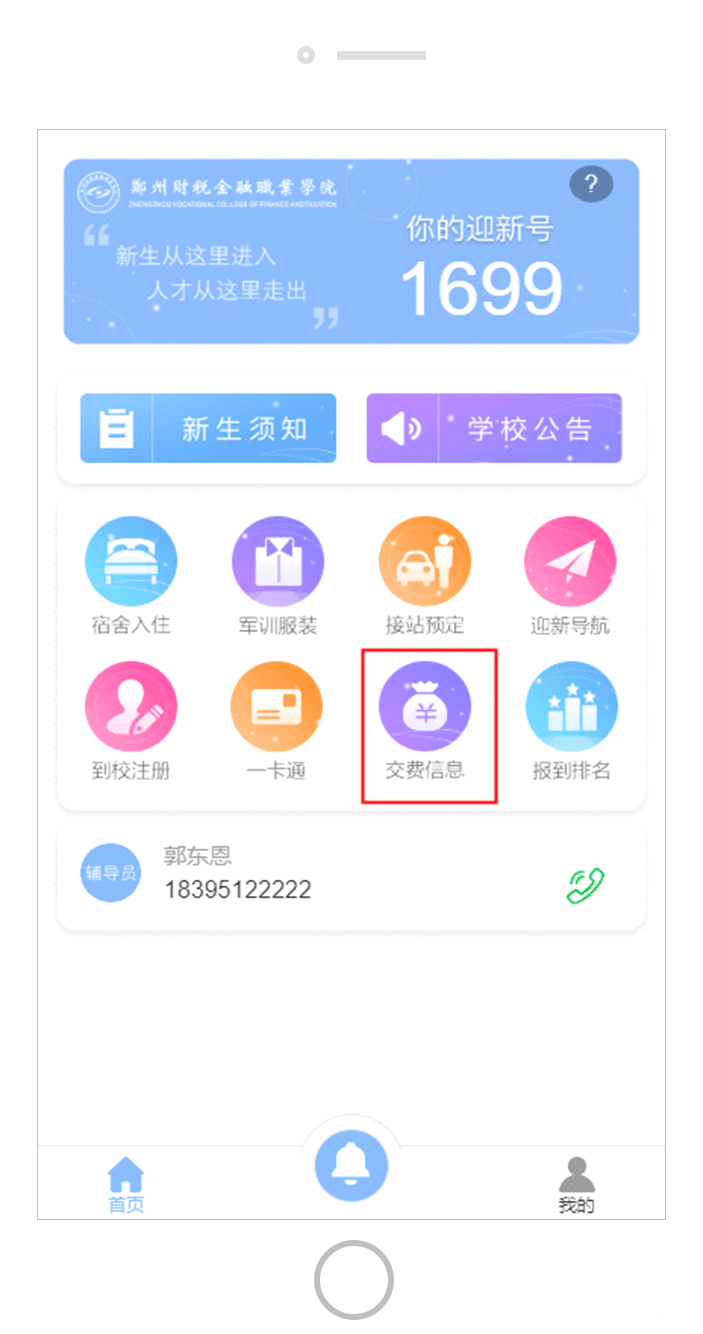 鄭州財稅金融職業學院
ZHENGZHOU VOCATIONAL COLLEGE OF FINANCE AND TAXATION
?
你的迎新号
1699
“
新生从这里进入
人才从这里走出
”
新生须知
学校公告
宿舍入住 军训服装 接站预定 迎新导航
¥
到校注册 一卡通 交费信息 报到排名
辅导员
郭东恩
18395122222
首页
我的